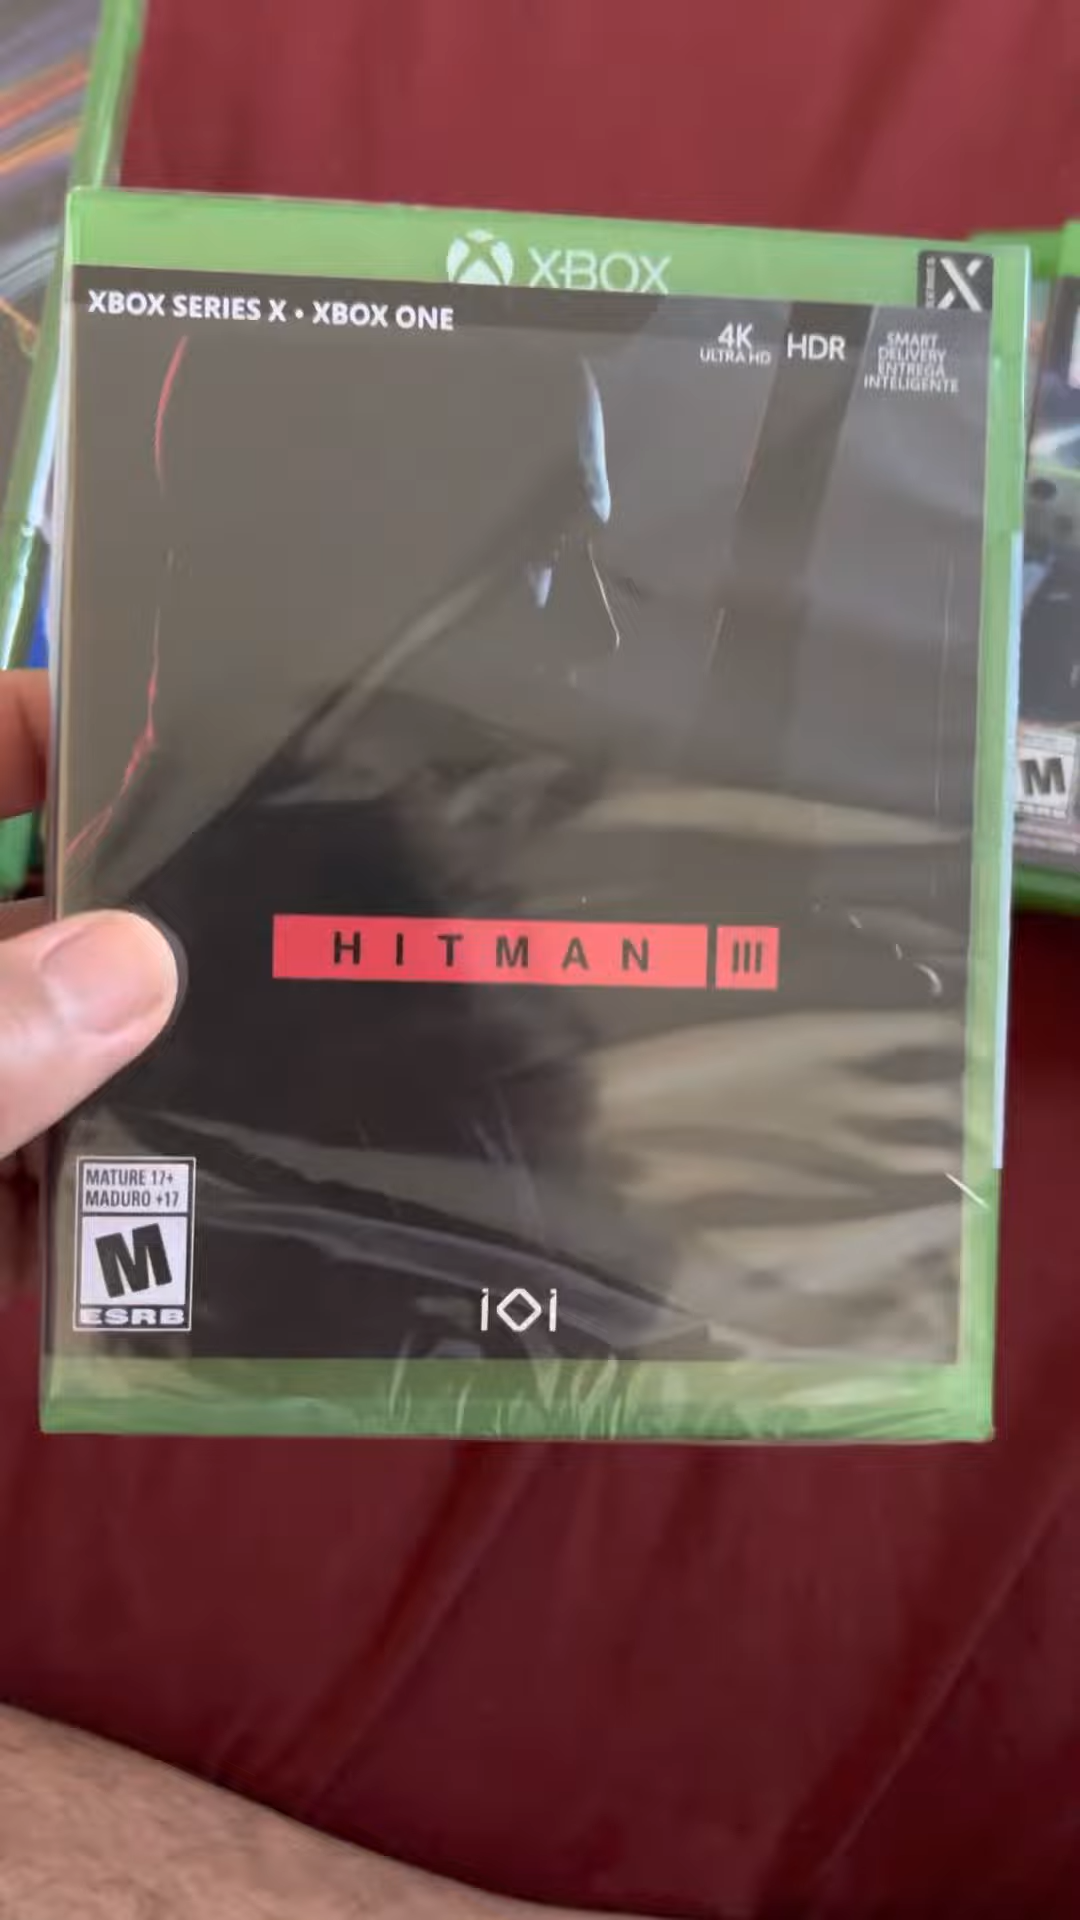 XBOX
XBOX SERIES X • XBOX ONE
X
4K
ULTRA HD
HDR
SMART
DELIVERY
ENTREGA
INTELIGENTE
M
HITMAN III
MATURE 17+
MADURO +17
M
ESRB
iOi